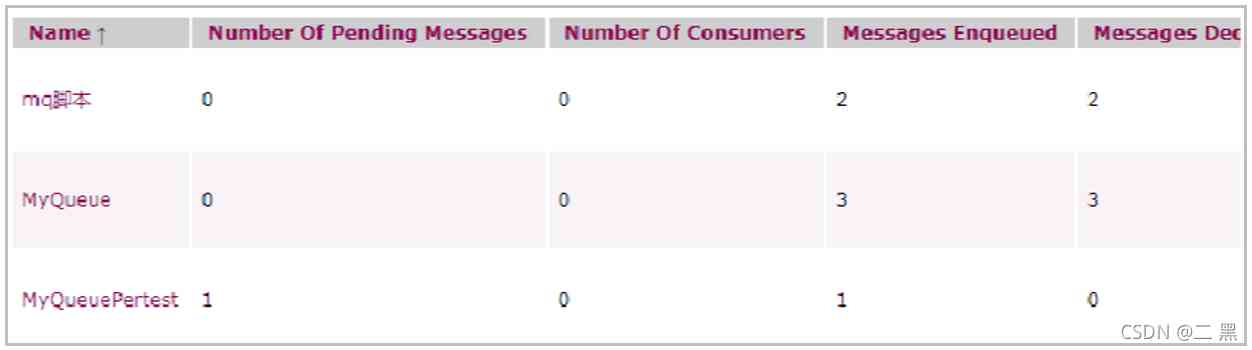 Name ↑ Number Of Pending Messages Number Of Consumers Messages Enqueued Messages Dec
mq脚本 0 0 2 2
MyQueue 0 0 3 3
MyQueuePertest 1 0 1 0
CSDN @二 黑